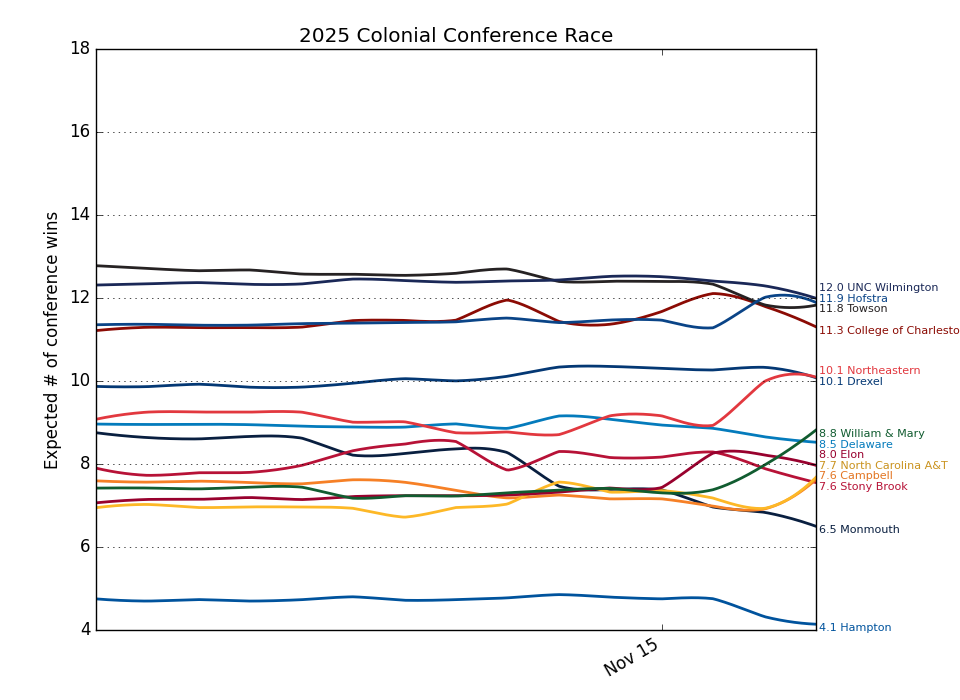 2025 Colonial Conference Race
Expected # of conference wins
18
16
14
12
10
8
6
4
Nov 15
12.0 UNC Wilmington
11.9 Hofstra
11.8 Towson
11.3 College of Charlesto
10.1 Northeastern
10.1 Drexel
8.8 William & Mary
8.5 Delaware
8.0 Elon
7.7 North Carolina A&T
7.6 Campbell
7.6 Stony Brook
6.5 Monmouth
4.1 Hampton